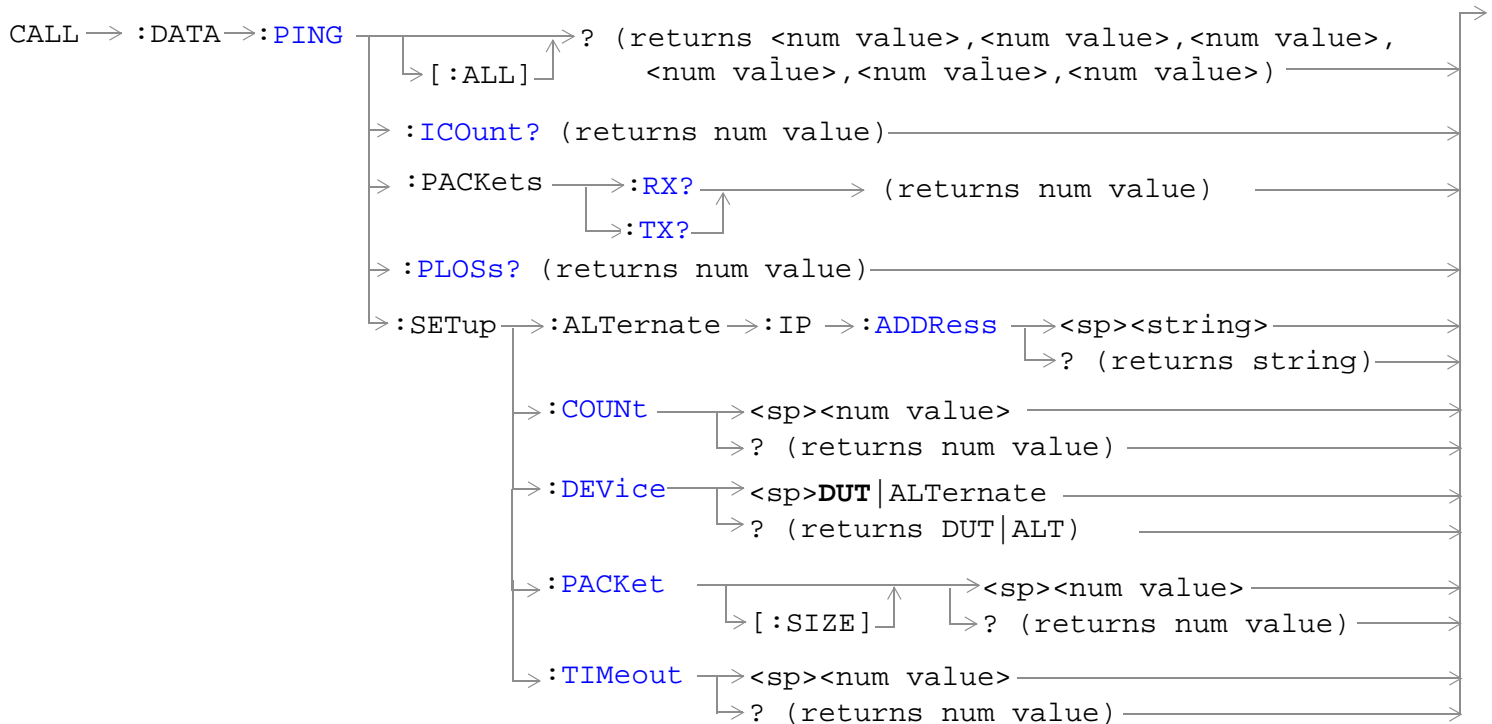 CALL :DATA :PING ? (returns <num value>,<num value>,<num value>,
[:ALL] <num value>,<num value>,<num value>)
:ICOunt? (returns num value)
:PACKets :RX? (returns num value)
:TX?
:PLOSs? (returns num value)
:SETup :ALTernate :IP :ADDRess <sp><string>
? (returns string)
:COUNt <sp><num value>
? (returns num value)
:DEVice <sp>DUT|ALTernate
? (returns DUT|ALT)
:PACKet <sp><num value>
[:SIZE] ? (returns num value)
:TIMeout <sp><num value>
? (returns num value)